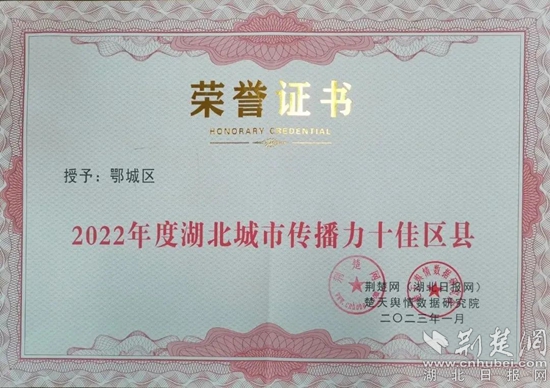 荣誉证书
HONORARY CREDENTIAL
授予：鄂城区
2022年度湖北城市传播力十佳区县
荆楚网（湖北日报网）
楚天舆情数据研究院
二〇二三年一月
荆楚网
www.cnhubei.com
湖北日报网